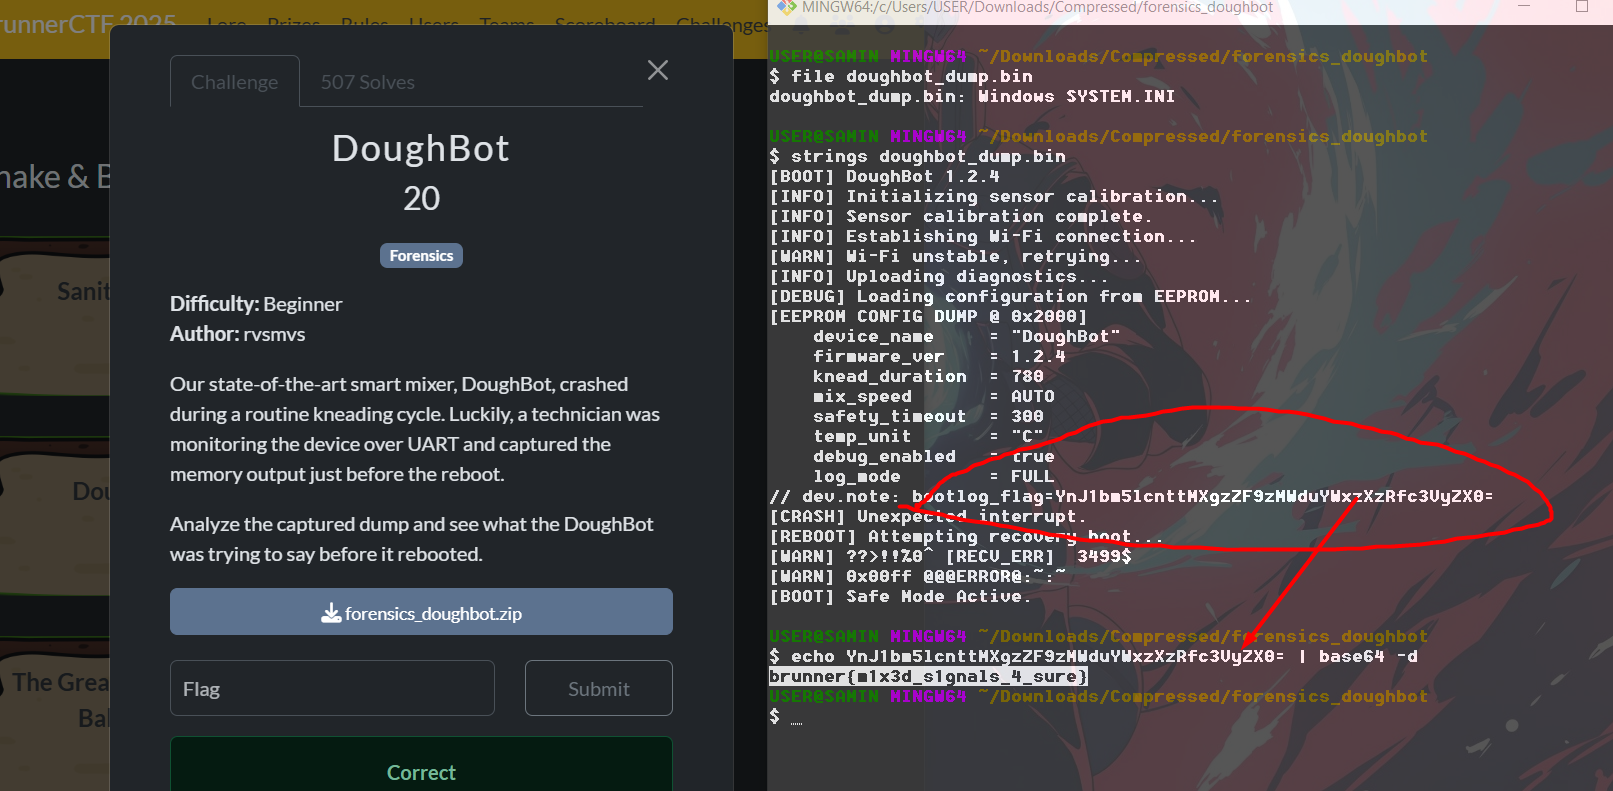 runnerCTF 2025
Lore Prizes Rules Users Teams Scoreboard Challenges
Challenge
507 Solves
DoughBot
20
Forensics
Difficulty: Beginner
Author: rvsmvs
Our state-of-the-art smart mixer, DoughBot, crashed
during a routine kneading cycle. Luckily, a technician was
monitoring the device over UART and captured the
memory output just before the reboot.
Analyze the captured dump and see what the DoughBot
was trying to say before it rebooted.
forensics_doughbot.zip
Flag
Submit
Correct
hake & B
Sanit
Dou
The Grea
Bal
MINGW64:/c/Users/USER/Downloads/Compressed/forensics_doughbot
USER@SAMIN MINGW64 ~/Downloads/Compressed/forensics_doughbot
$ file doughbot_dump.bin
doughbot_dump.bin: Windows SYSTEM.INI
USER@SAMIN MINGW64 ~/Downloads/Compressed/forensics_doughbot
$ strings doughbot_dump.bin
[BOOT] DoughBot 1.2.4
[INFO] Initializing sensor calibration...
[INFO] Sensor calibration complete.
[INFO] Establishing Wi-Fi connection...
[WARN] Wi-Fi unstable, retrying...
[INFO] Uploading diagnostics...
[DEBUG] Loading configuration from EEPROM...
[EEPROM CONFIG DUMP @ 0x2000]
device_name = "DoughBot"
firmware_ver = 1.2.4
knead_duration = 780
mix_speed = AUTO
safety_timeout = 300
temp_unit = "C"
debug_enabled = true
log_mode = FULL
// dev.note: bootlog_flag=YnJ1bm5lcnttMXgzZF9zMWduYWxzXzRfc3VyZX0=
[CRASH] Unexpected interrupt.
[REBOOT] Attempting recovery boot...
[WARN] ??>!!%0^ [RECV_ERR] 3499$
[WARN] 0x00ff @@@ERROR@:~:~
[BOOT] Safe Mode Active.
USER@SAMIN MINGW64 ~/Downloads/Compressed/forensics_doughbot
$ echo YnJ1bm5lcnttMXgzZF9zMWduYWxzXzRfc3VyZX0= | base64 -d
brunner{m1x3d_s1gnals_4_sure}
USER@SAMIN MINGW64 ~/Downloads/Compressed/forensics_doughbot
$